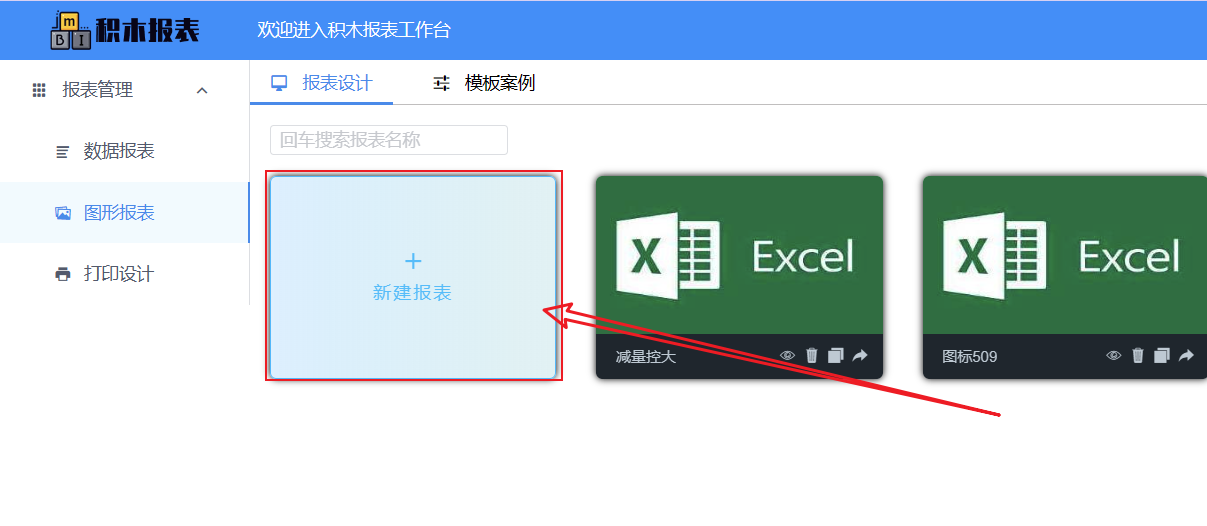 m
B I
积木报表
欢迎进入积木报表工作台
报表管理
数据报表
图形报表
打印设计
报表设计
模板案例
回车搜索报表名称
+
新建报表
X Excel
减量控大
X Excel
图标509